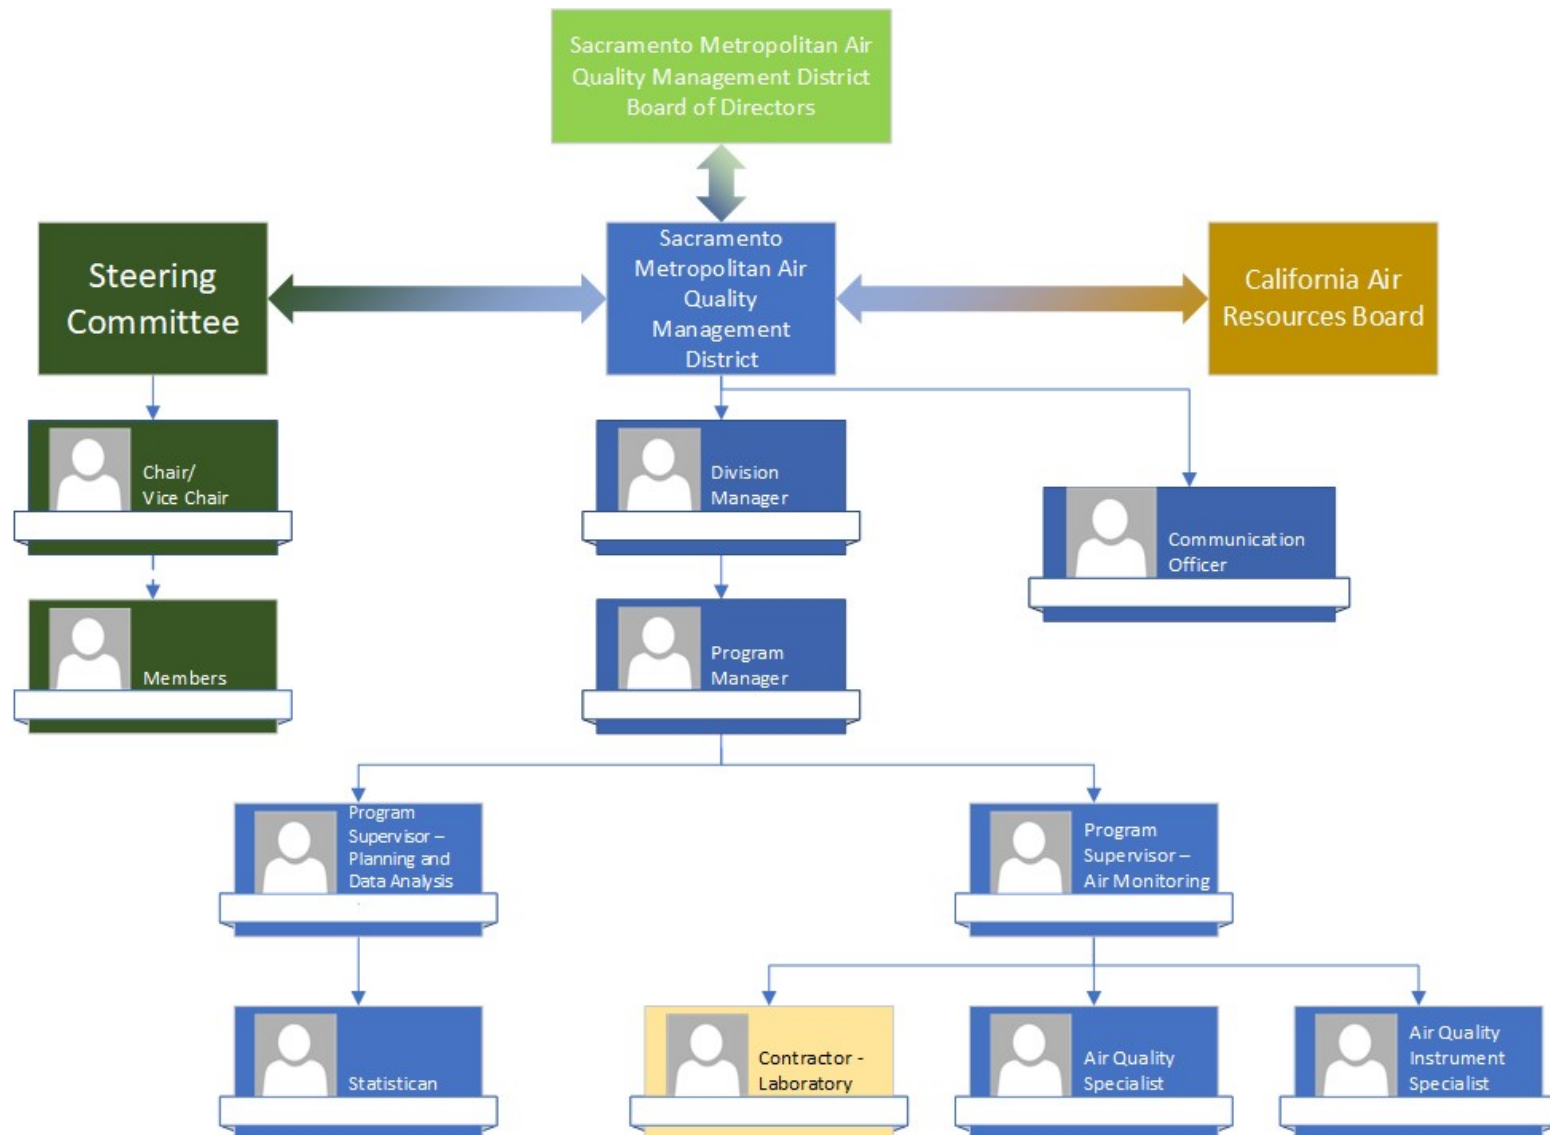 Sacramento Metropolitan Air
Quality Management District
Board of Directors
Steering
Committee
Sacramento
Metropolitan Air
Quality
Management
District
California Air
Resources Board
Chair/
Vice Chair
Division
Manager
Communication
Officer
Members
Program
Manager
Program
Supervisor –
Planning and
Data Analysis
Program
Supervisor –
Air Monitoring
Statistican
Contractor -
Laboratory
Air Quality
Specialist
Air Quality
Instrument
Specialist